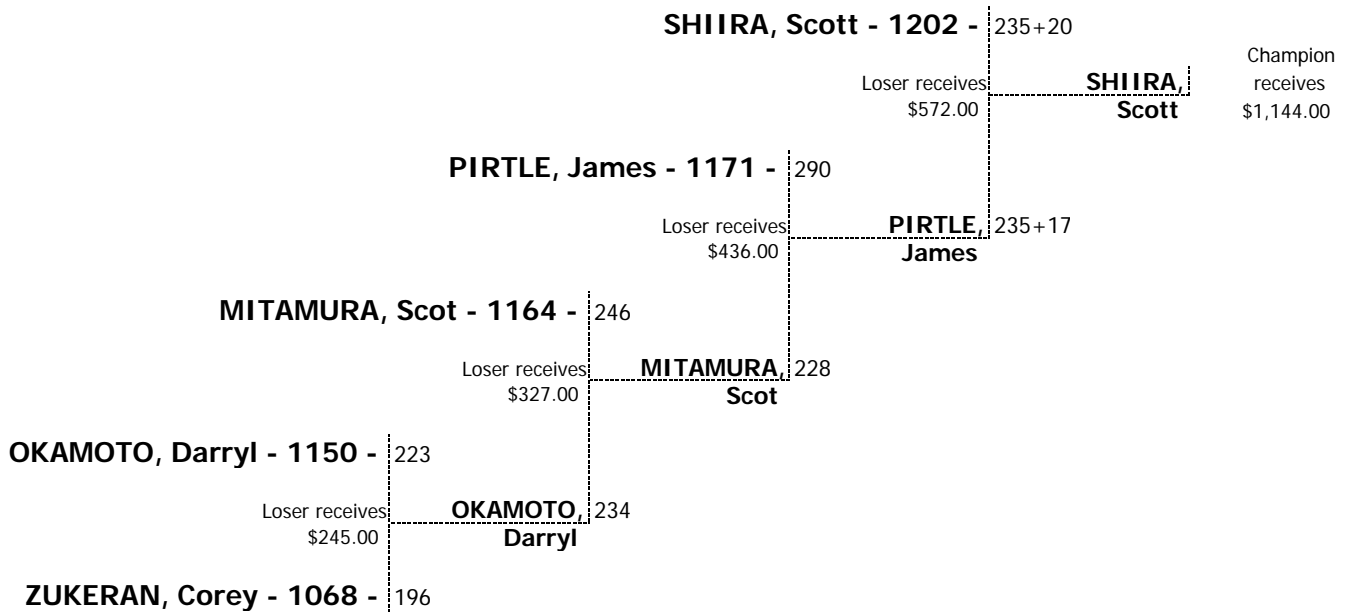 SHIIRA, Scott - 1202 - 235+20
Champion
Loser receives SHIIRA, receives
$572.00 Scott $1,144.00
PIRTLE, James - 1171 - 290
Loser receives PIRTLE, 235+17
$436.00 James
MITAMURA, Scot - 1164 - 246
Loser receives MITAMURA, 228
$327.00 Scot
OKAMOTO, Darryl - 1150 - 223
Loser receives OKAMOTO, 234
$245.00 Darryl
ZUKERAN, Corey - 1068 - 196